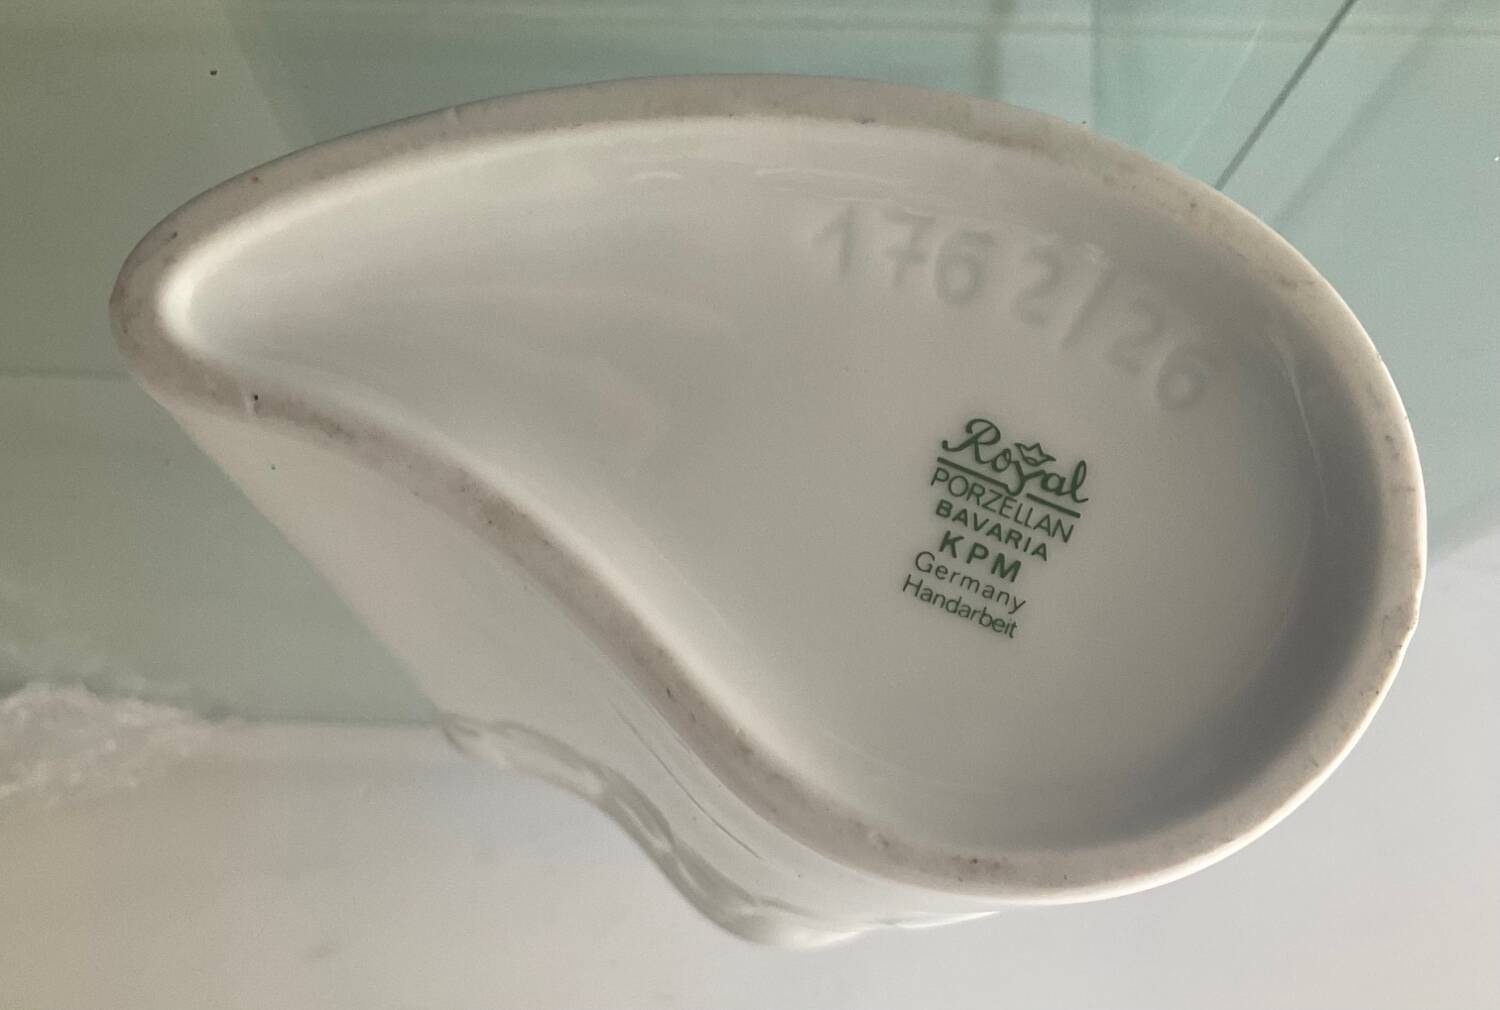 1762/26
Royal
PORZELLAN
BAVARIA
KPM
Germany
Handarbeit